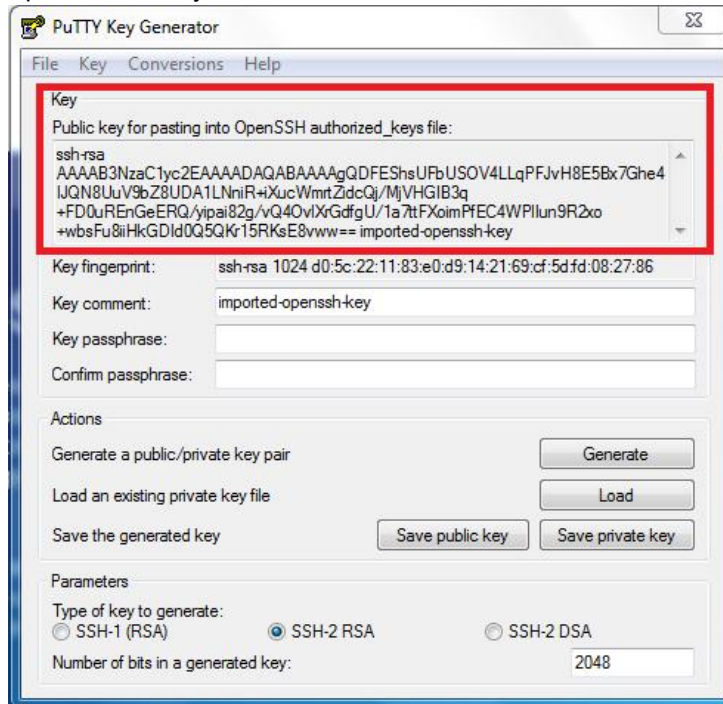 PuTTY Key Generator
File Key Conversions Help
Key
Public key for pasting into OpenSSH authorized_keys file:
ssh-rsa
AAAAB3NzaC1yc2EAAAADAQABAAAAgQDFEShsUFbUSOV4LLqPFJvH8E5Bx7Ghe4
IJQN8UuV9bZ8UDA1LNniR+iXucWmrtZidcQj/MjVHGIB3q
+FD0uREnGeERQ/yipai82g/vQ4OvlXrGdfgU/1a7ttFXoimPfEC4WPIlun9R2xo
+wbsFu8iiHkGDId0Q5QKr15RKsE8vww== imported-openssh-key
Key fingerprint: ssh-rsa 1024 d0:5c:22:11:83:e0:d9:14:21:69:cf:5d:fd:08:27:86
Key comment: imported-openssh-key
Key passphrase:
Confirm passphrase:
Actions
Generate a public/private key pair Generate
Load an existing private key file Load
Save the generated key Save public key Save private key
Parameters
Type of key to generate:
SSH-1 (RSA) SSH-2 RSA SSH-2 DSA
Number of bits in a generated key: 2048